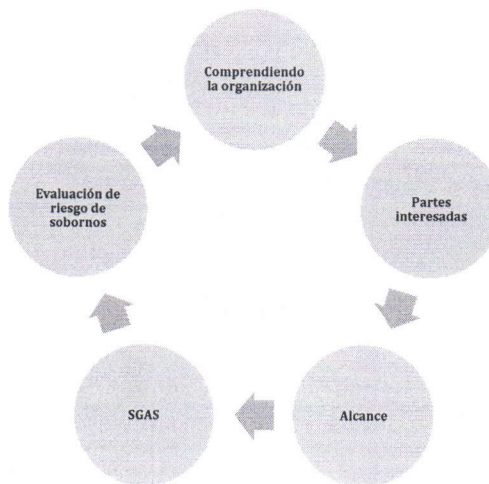 Comprendiendo
la organización
Partes
interesadas
Alcance
SGAS
Evaluación de
riesgo de
sobornos